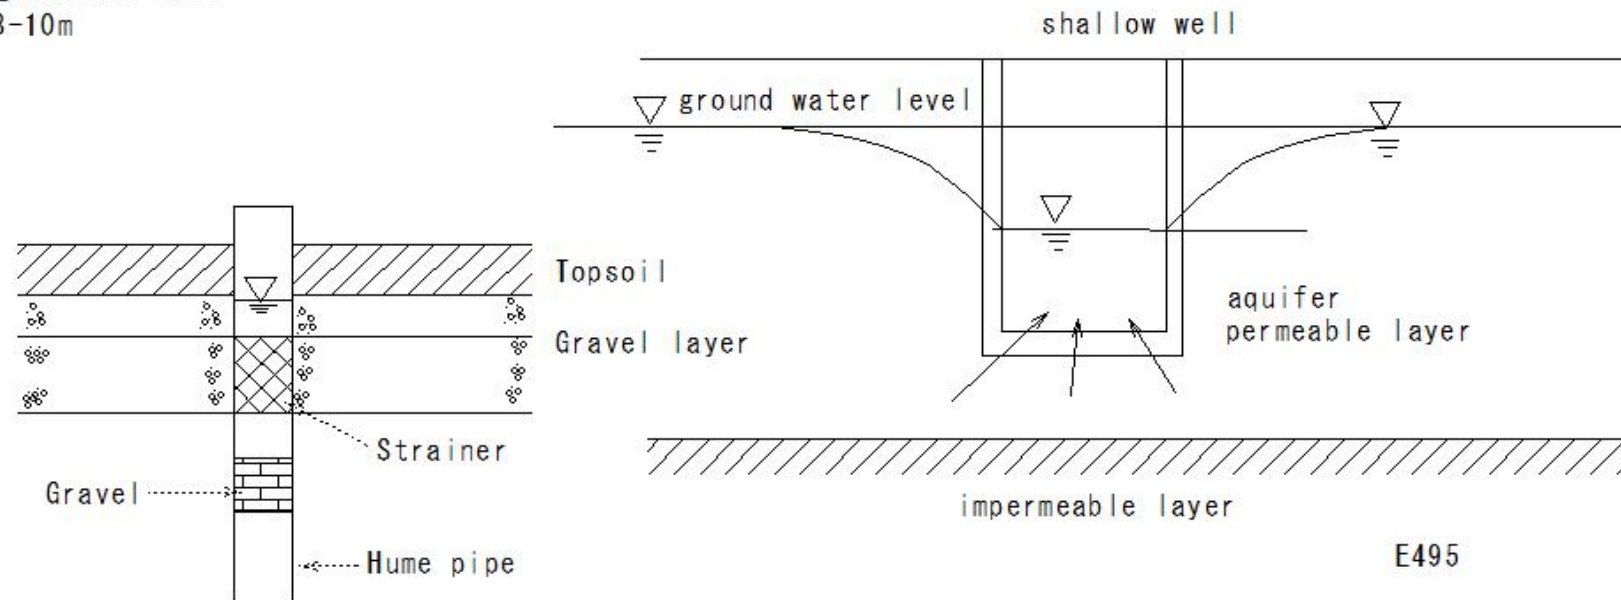 -10m
shallow well
ground water level
Topsoil
Gravel layer
aquifer
permeable layer
Strainer
Gravel
impermeable layer
Hume pipe
E495